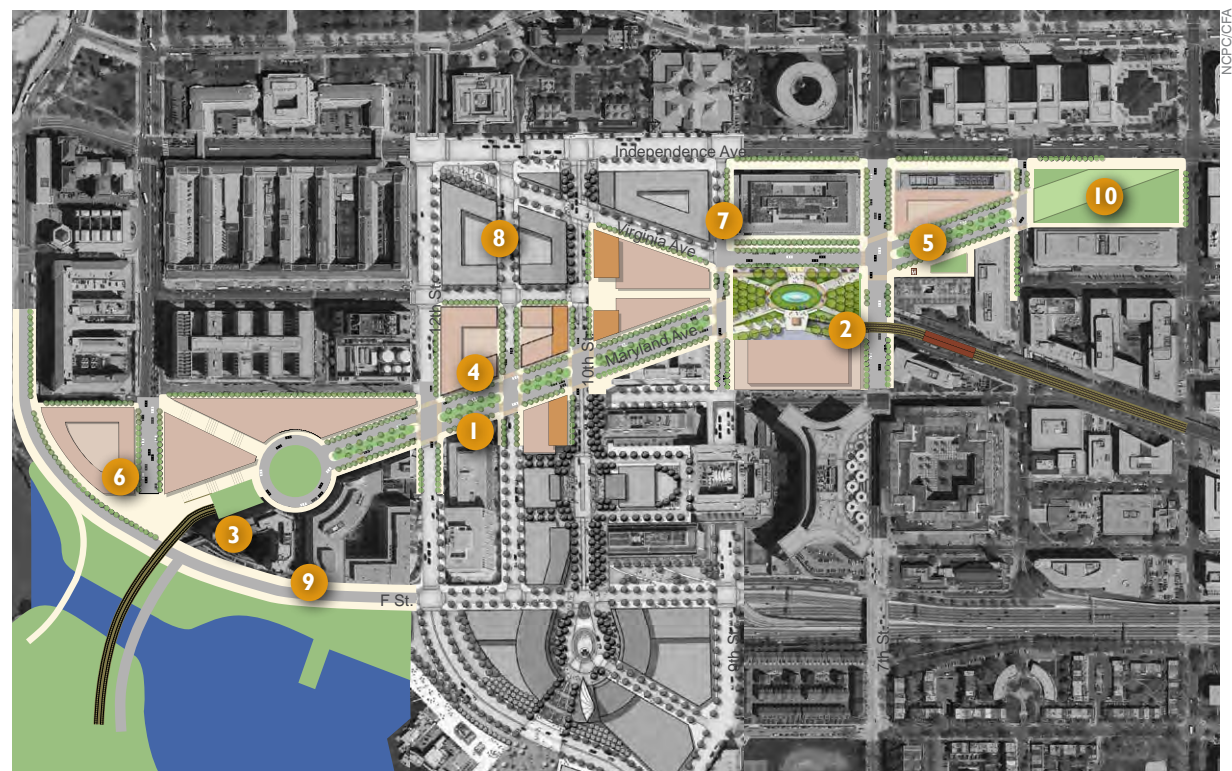 NCPC/CFA
Independence Ave
10
7
8
Virginia Ave
5
12th St.
2
10th St.
Maryland Ave.
4
1
6
3
9
F St.
9th St.
7th St.